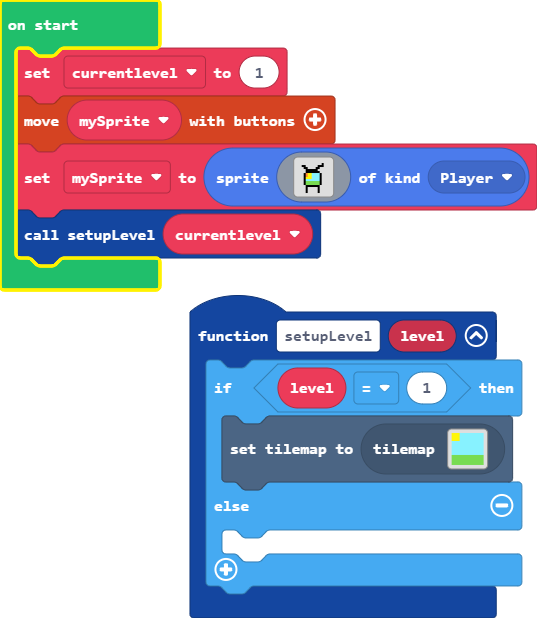 on start
set currentlevel to 1
move mySprite with buttons
set mySprite to sprite of kind Player
call setupLevel currentlevel
function setupLevel level
if level = 1 then
set tilemap to tilemap
else